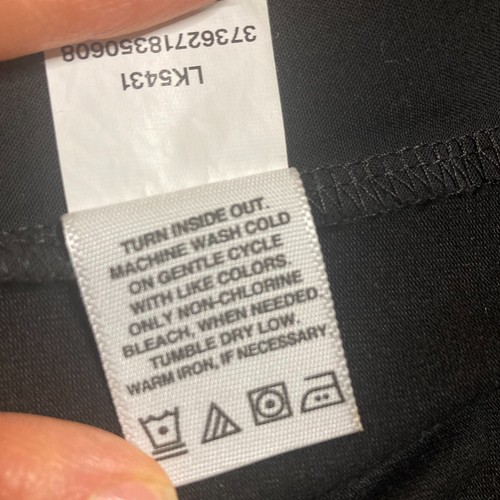 37362718350608
LK5431
TURN INSIDE OUT.
MACHINE WASH COLD
ON GENTLE CYCLE
WITH LIKE COLORS.
ONLY NON-CHLORINE
BLEACH, WHEN NEEDED.
TUMBLE DRY LOW.
WARM IRON, IF NECESSARY.